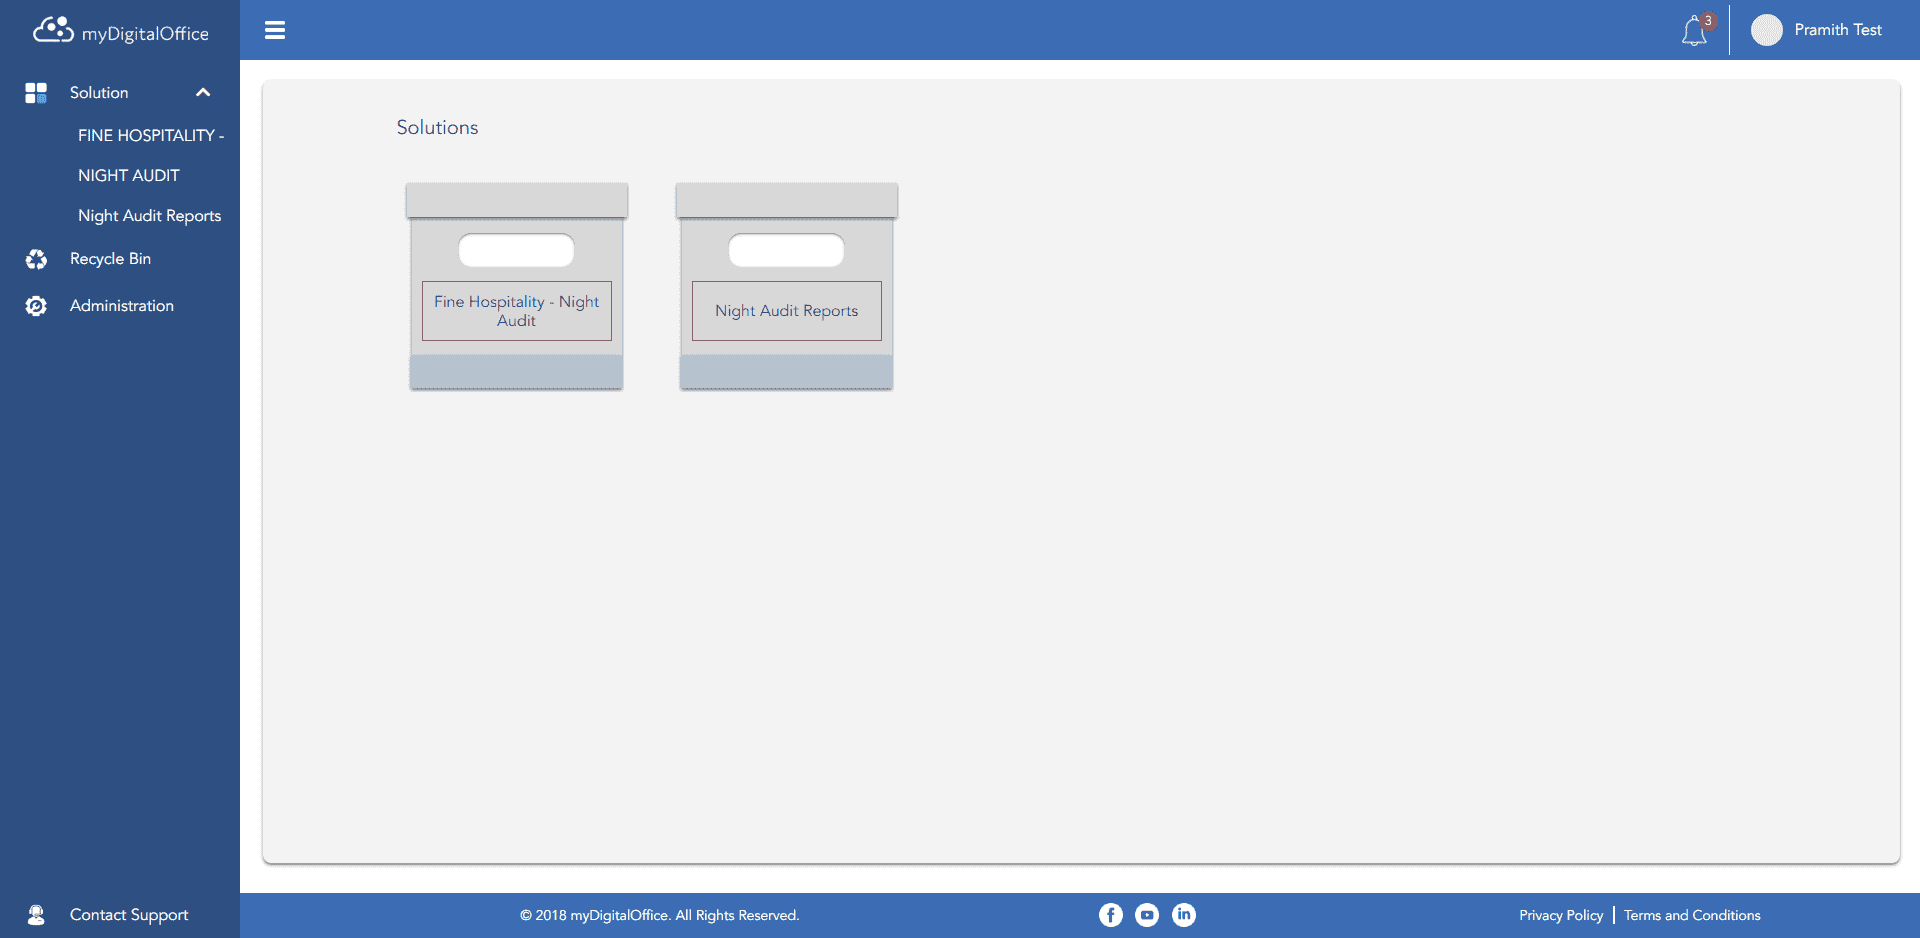 myDigitalOffice
3
Pramith Test
Solution
FINE HOSPITALITY -
NIGHT AUDIT
Night Audit Reports
Recycle Bin
Administration
Solutions
Fine Hospitality - Night
Audit
Night Audit Reports
Contact Support
© 2018 myDigitalOffice. All Rights Reserved.
f
in
Privacy Policy
Terms and Conditions